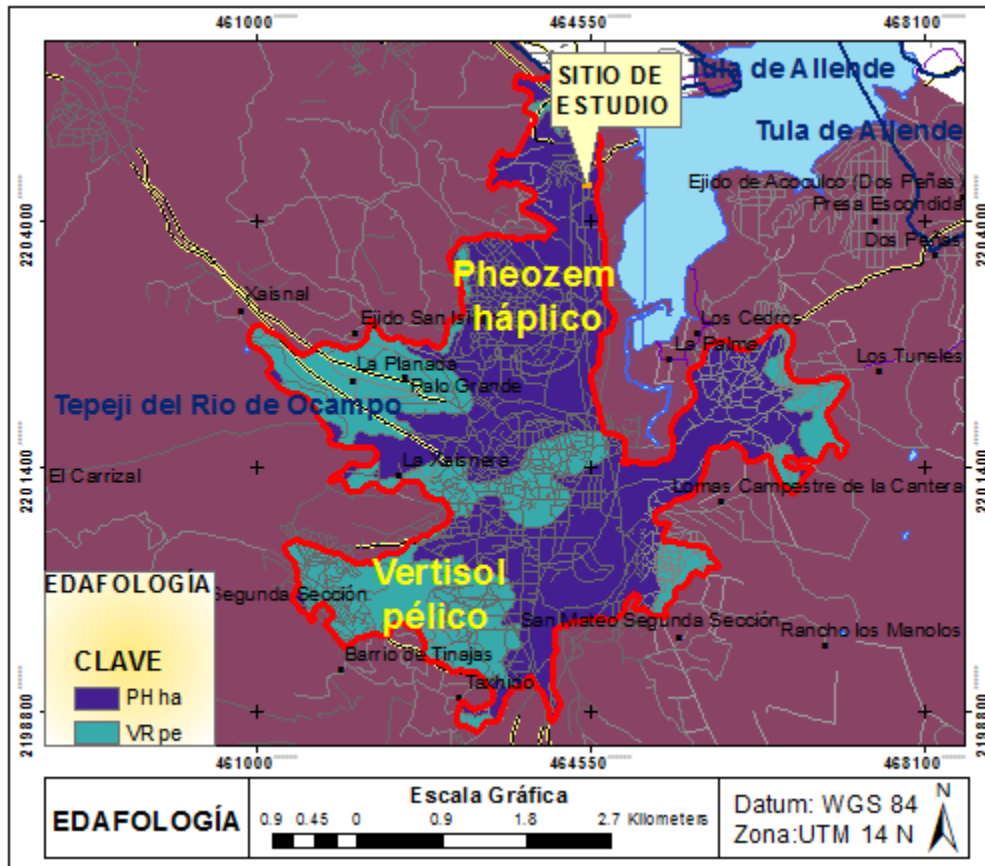 461000 464550 468100
SITIO DE
ESTUDIO
Tula de Allende
Tula de Allende
Ejido de Acoculco (Dos Peñas)
Presa Escondida
Dos Peñas
2204000 2204000
Pheozem
háplico
Xaisnal
Ejido San Isi
Los Cedros
La Palma
Los Tuneles
La Planada
Palo Grande
Tepeji del Rio de Ocampo
2201400 2201400
La Xaisnera
El Carrizal
Lomas Campestre de la Cantera
Vertisol
pélico
EDAFOLOGÍA
Segunda Sección
San Mateo Segunda Sección
Rancho los Manolos
Barrio de Tinajas
Taxhido
CLAVE
PH ha
VR pe
2198800 2198800
461000 464550 468100
EDAFOLOGÍA
Escala Gráfica
0.9 0.45 0 0.9 1.8 2.7 Kilometers
Datum: WGS 84
Zona:UTM 14 N
N